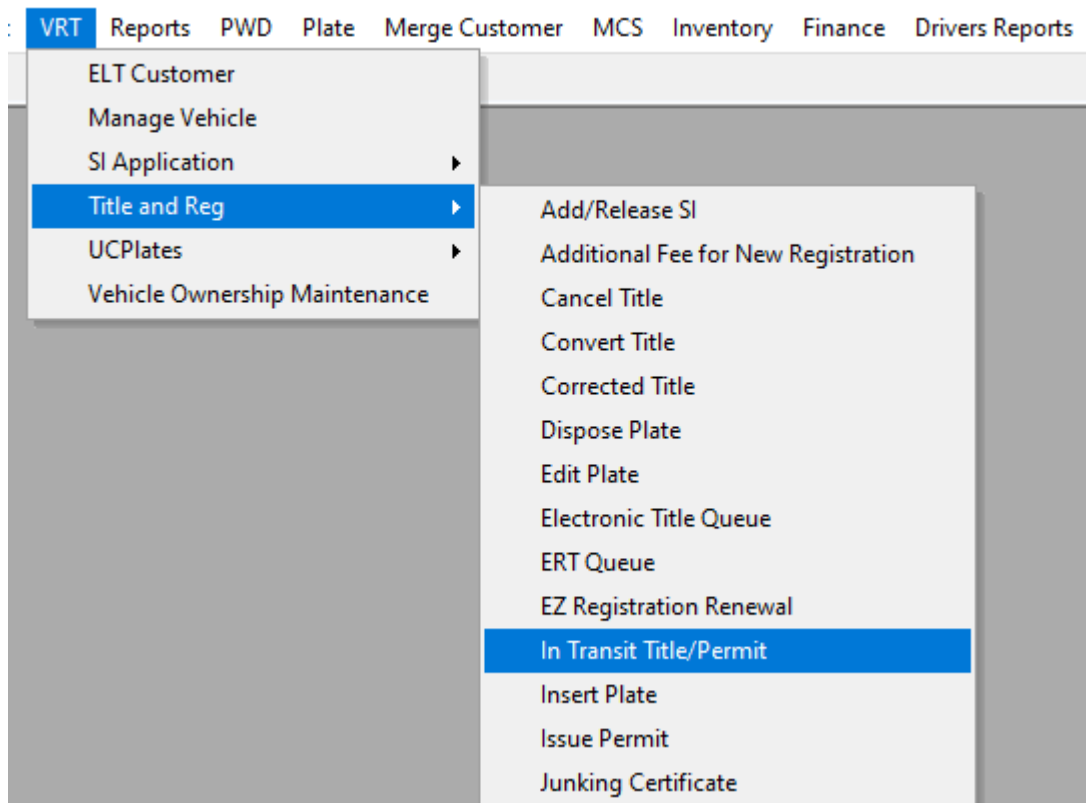 VRT Reports PWD Plate Merge Customer MCS Inventory Finance Drivers Reports
ELT Customer
Manage Vehicle
SI Application
Title and Reg
UCPlates
Vehicle Ownership Maintenance
Add/Release SI
Additional Fee for New Registration
Cancel Title
Convert Title
Corrected Title
Dispose Plate
Edit Plate
Electronic Title Queue
ERT Queue
EZ Registration Renewal
In Transit Title/Permit
Insert Plate
Issue Permit
Junking Certificate